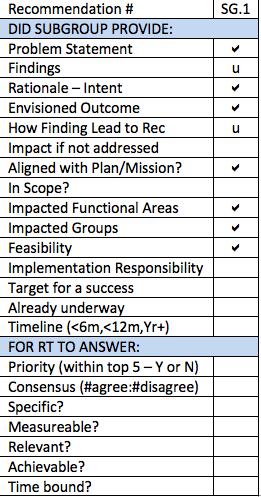 Recommendation # SG.1
DID SUBGROUP PROVIDE:
Problem Statement ✔
Findings u
Rationale – Intent ✔
Envisioned Outcome ✔
How Finding Lead to Rec u
Impact if not addressed
Aligned with Plan/Mission? ✔
In Scope?
Impacted Functional Areas ✔
Impacted Groups ✔
Feasibility ✔
Implementation Responsibility
Target for a success
Already underway
Timeline (<6m,<12m,Yr+)
FOR RT TO ANSWER:
Priority (within top 5 – Y or N)
Consensus (#agree:#disagree)
Specific?
Measureable?
Relevant?
Achievable?
Time bound?